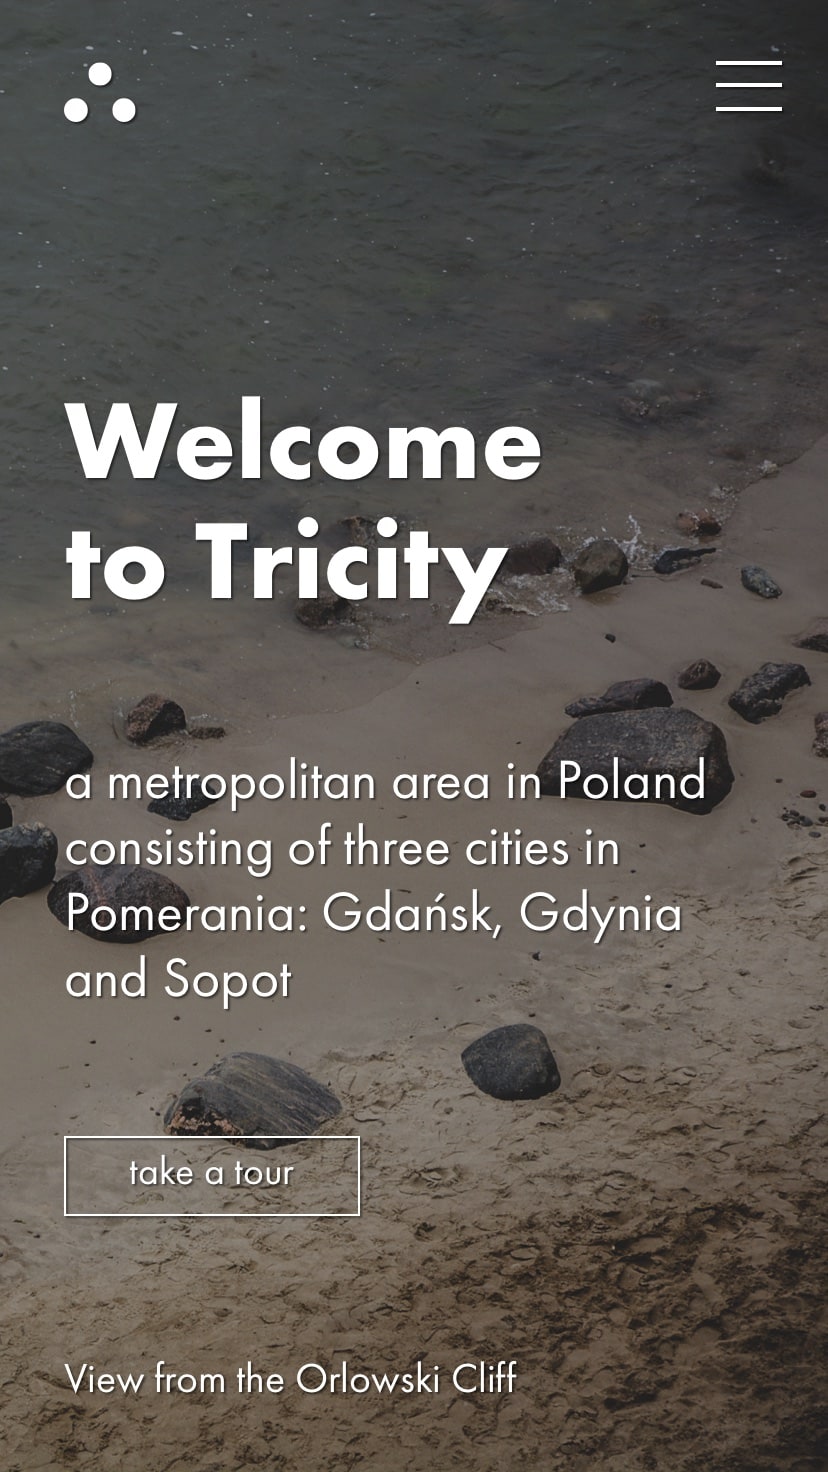 Welcome
to Tricity
a metropolitan area in Poland
consisting of three cities in
Pomerania: Gdańsk, Gdynia
and Sopot
take a tour
View from the Orlowski Cliff